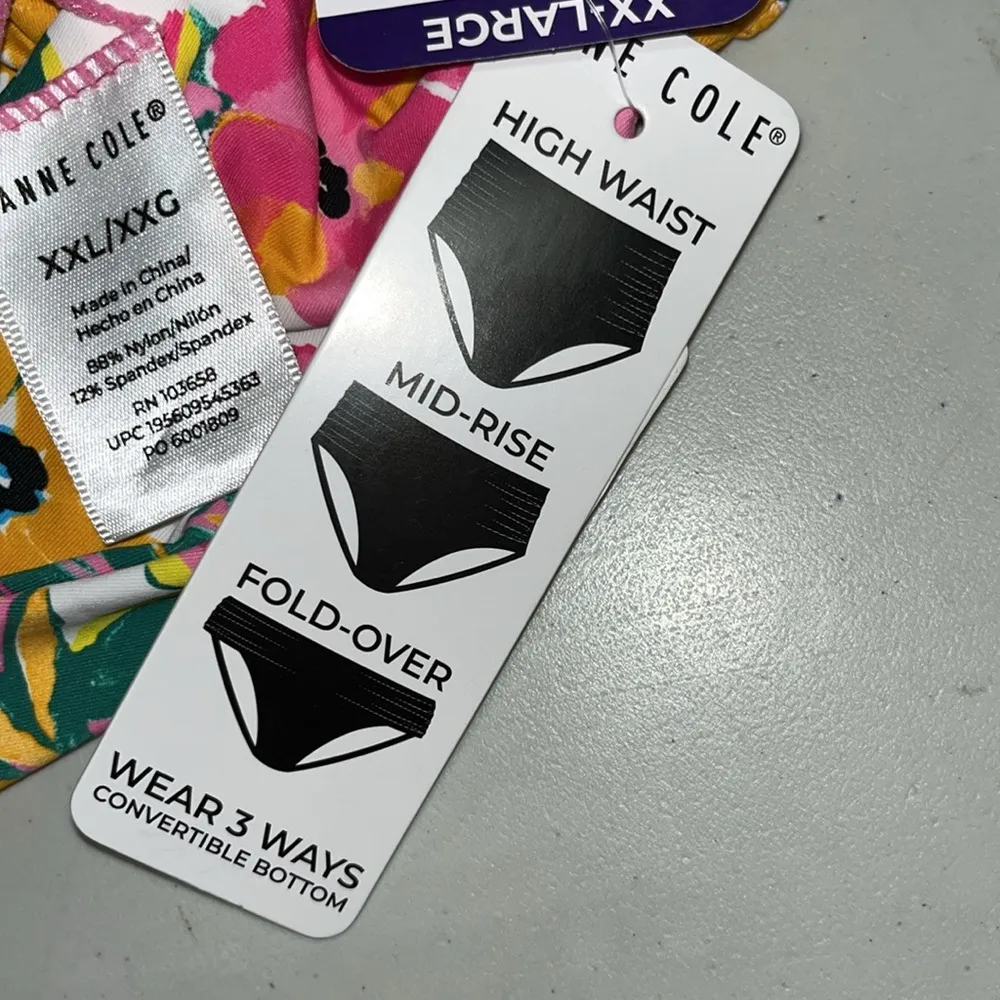 XX-LARGE
ANNE COLE®
XXL/XXG
Made in China/
Hecho en China
88% Nylon/Nilón
12% Spandex/Spandex
RN 103658
UPC 195609545363
PO 6001809
NE COLE®
HIGH WAIST
MID-RISE
FOLD-OVER
WEAR 3 WAYS
CONVERTIBLE BOTTOM